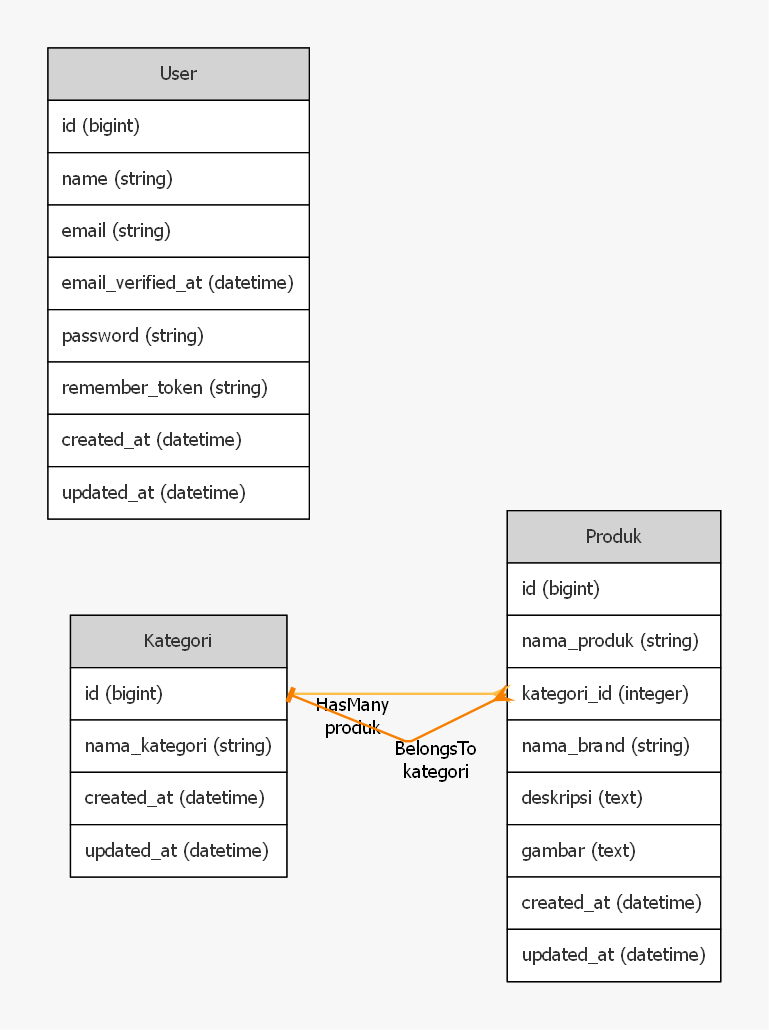 User
id (bigint)
name (string)
email (string)
email_verified_at (datetime)
password (string)
remember_token (string)
created_at (datetime)
updated_at (datetime)
Kategori
id (bigint)
nama_kategori (string)
created_at (datetime)
updated_at (datetime)
HasMany
produk
BelongsTo
kategori
Produk
id (bigint)
nama_produk (string)
kategori_id (integer)
nama_brand (string)
deskripsi (text)
gambar (text)
created_at (datetime)
updated_at (datetime)